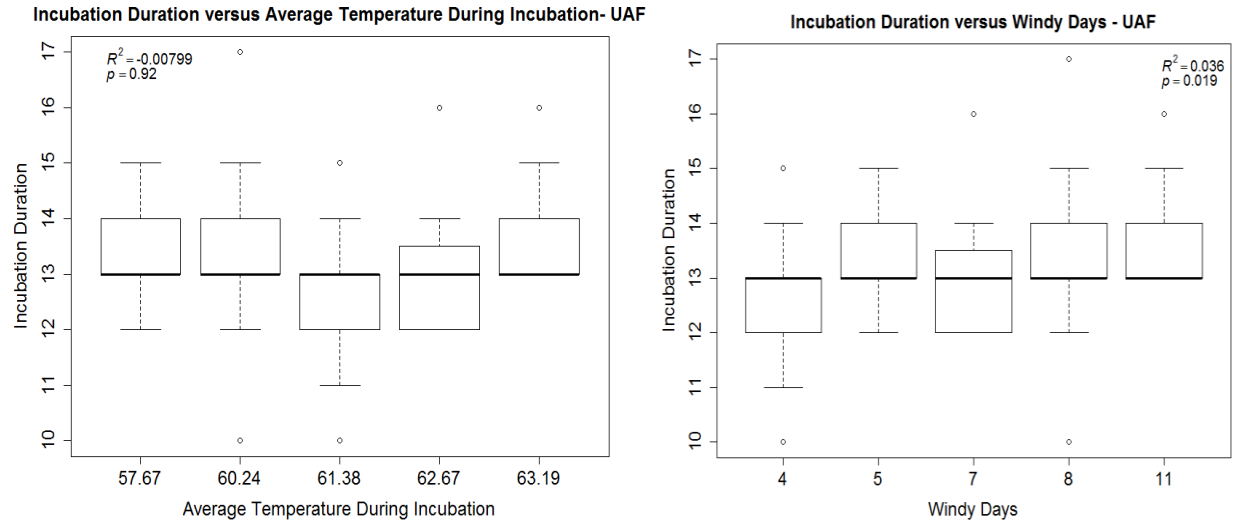 Incubation Duration versus Average Temperature During Incubation- UAF
R² = -0.00799
p = 0.92
17
16
15
14
13
12
11
10
Incubation Duration
57.67 60.24 61.38 62.67 63.19
Average Temperature During Incubation
Incubation Duration versus Windy Days - UAF
R² = 0.036
p = 0.019
17
16
15
14
13
12
11
10
Incubation Duration
4 5 7 8 11
Windy Days